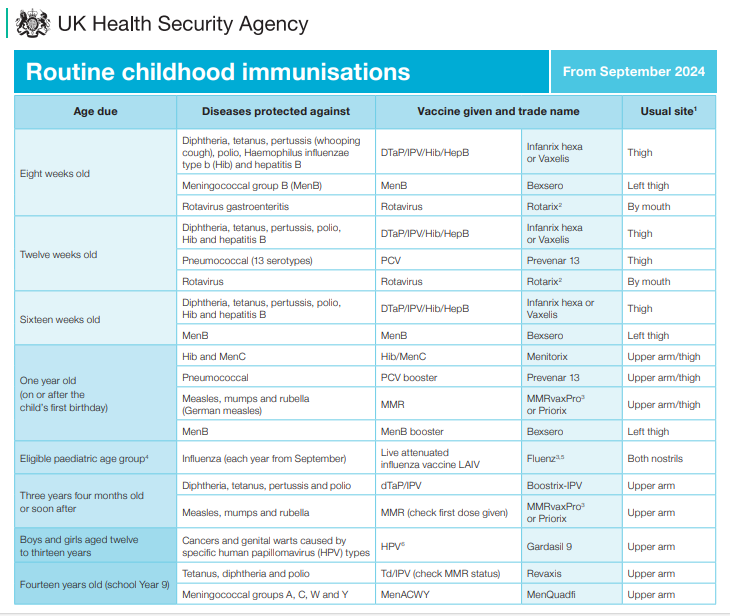 UK Health Security Agency
Routine childhood immunisations
From September 2024
Age due
Diseases protected against
Vaccine given and trade name
Usual site¹
Eight weeks old
Diphtheria, tetanus, pertussis (whooping
cough), polio, Haemophilus influenzae
type b (Hib) and hepatitis B
DTaP/IPV/Hib/HepB
Infanrix hexa
or Vaxelis
Thigh
Meningococcal group B (MenB)
MenB
Bexsero
Left thigh
Rotavirus gastroenteritis
Rotavirus
Rotarix²
By mouth
Twelve weeks old
Diphtheria, tetanus, pertussis, polio,
Hib and hepatitis B
DTaP/IPV/Hib/HepB
Infanrix hexa
or Vaxelis
Thigh
Pneumococcal (13 serotypes)
PCV
Prevenar 13
Thigh
Rotavirus
Rotavirus
Rotarix²
By mouth
Sixteen weeks old
Diphtheria, tetanus, pertussis, polio,
Hib and hepatitis B
DTaP/IPV/Hib/HepB
Infanrix hexa or
Vaxelis
Thigh
MenB
MenB
Bexsero
Left thigh
One year old
(on or after the
child's first birthday)
Hib and MenC
Hib/MenC
Menitorix
Upper arm/thigh
Pneumococcal
PCV booster
Prevenar 13
Upper arm/thigh
Measles, mumps and rubella
(German measles)
MMR
MMRvaxPro³
or Priorix
Upper arm/thigh
MenB
MenB booster
Bexsero
Left thigh
Eligible paediatric age group⁴
Influenza (each year from September)
Live attenuated
influenza vaccine LAIV
Fluenz³,⁵
Both nostrils
Three years four months old
or soon after
Diphtheria, tetanus, pertussis and polio
dTaP/IPV
Boostrix-IPV
Upper arm
Measles, mumps and rubella
MMR (check first dose given)
MMRvaxPro³
or Priorix
Upper arm
Boys and girls aged twelve
to thirteen years
Cancers and genital warts caused by
specific human papillomavirus (HPV) types
HPV⁶
Gardasil 9
Upper arm
Fourteen years old (school Year 9)
Tetanus, diphtheria and polio
Td/IPV (check MMR status)
Revaxis
Upper arm
Meningococcal groups A, C, W and Y
MenACWY
MenQuadfi
Upper arm